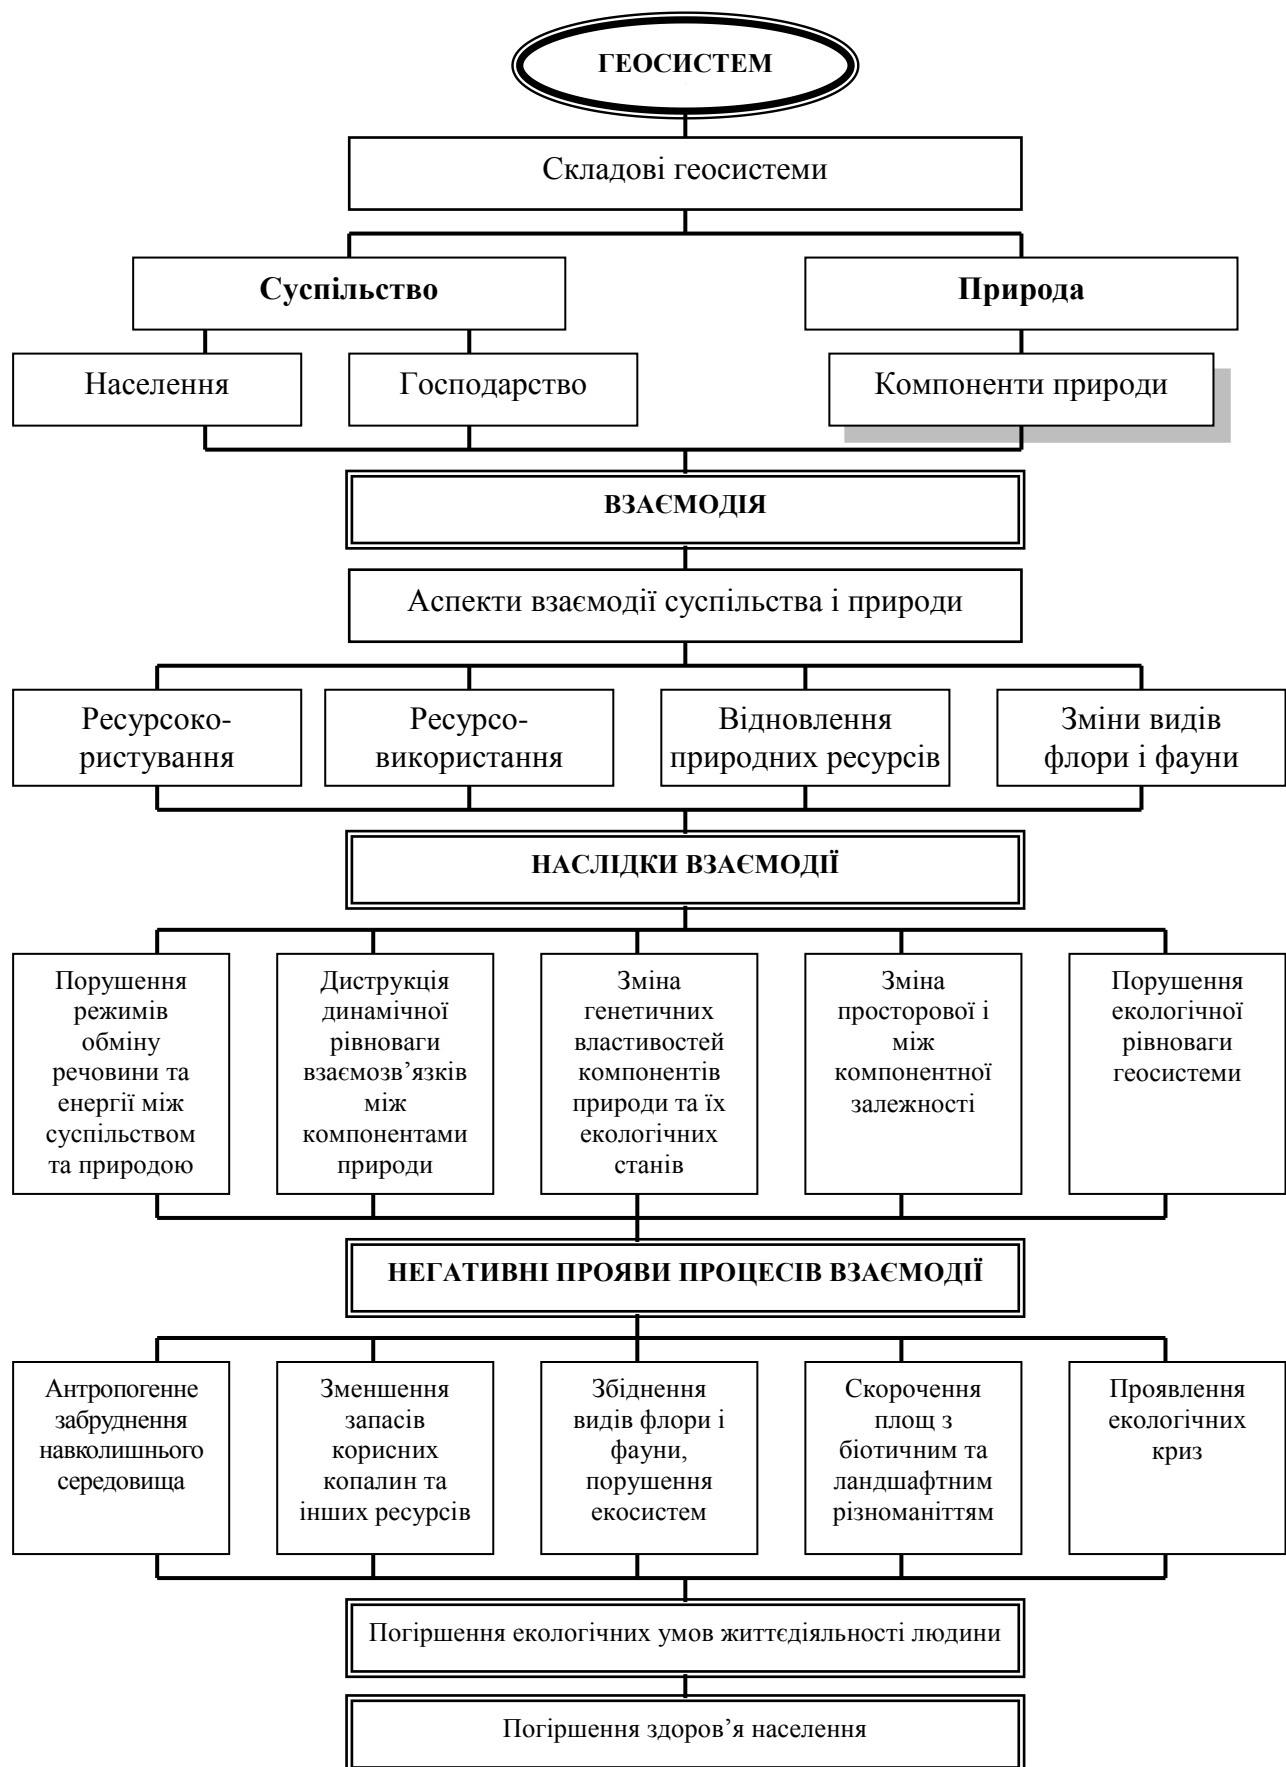 ГЕОСИСТЕМ
Складові геосистеми
Суспільство
Природа
Населення
Господарство
Компоненти природи
ВЗАЄМОДІЯ
Аспекти взаємодії суспільства і природи
Ресурсоко-
ристування
Ресурсо-
використання
Відновлення
природних ресурсів
Зміни видів
флори і фауни
НАСЛІДКИ ВЗАЄМОДІЇ
Порушення
режимів
обміну
речовини та
енергії між
суспільством
та природою
Диструкція
динамічної
рівноваги
взаємозв’язків
між
компонентами
природи
Зміна
генетичних
властивостей
компонентів
природи та їх
екологічних
станів
Зміна
просторової і
між
компонентної
залежності
Порушення
екологічної
рівноваги
геосистеми
НЕГАТИВНІ ПРОЯВИ ПРОЦЕСІВ ВЗАЄМОДІЇ
Антропогенне
забруднення
навколишнього
середовища
Зменшення
запасів
корисних
копалин та
інших ресурсів
Збіднення
видів флори і
фауни,
порушення
екосистем
Скорочення
площ з
біотичним та
ландшафтним
різноманіттям
Проявлення
екологічних
криз
Погіршення екологічних умов життєдіяльності людини
Погіршення здоров’я населення